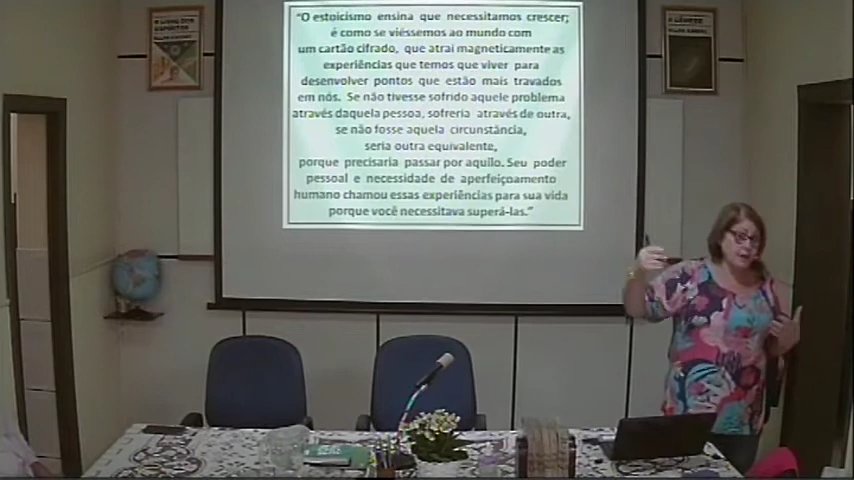 O LIVRO DOS
ESPÍRITOS
"O estoicismo ensina que necessitamos crescer;
é como se viéssemos ao mundo com
um cartão cifrado, que atrai magneticamente as
experiências que temos que viver para
desenvolver pontos que estão mais travados
em nós. Se não tivesse sofrido aquele problema
através daquela pessoa, sofreria através de outra,
se não fosse aquela circunstância,
seria outra equivalente,
porque precisaria passar por aquilo. Seu poder
pessoal e necessidade de aperfeiçoamento
humano chamou essas experiências para sua vida
porque você necessitava superá-las."